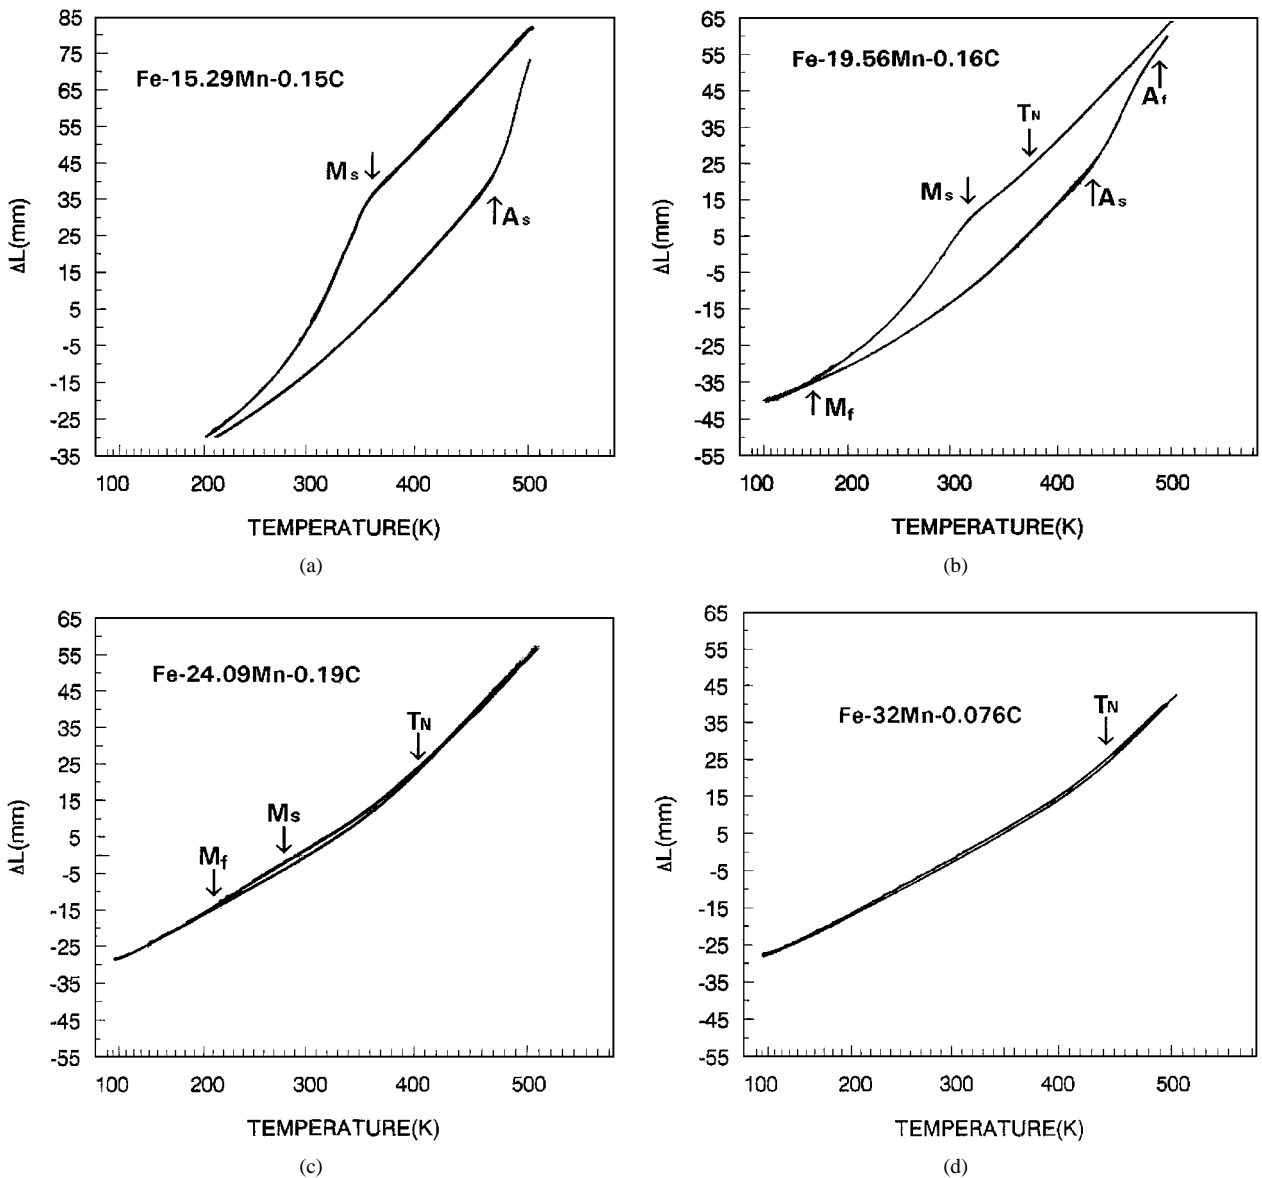 85
75
65
55
45
35
25
15
5
-5
-15
-25
-35
ΔL(mm)
Fe-15.29Mn-0.15C
Ms
As
100 200 300 400 500
TEMPERATURE(K)
(a)
65
55
45
35
25
15
5
-5
-15
-25
-35
-45
-55
ΔL(mm)
Fe-19.56Mn-0.16C
Af
TN
Ms
As
Mf
100 200 300 400 500
TEMPERATURE(K)
(b)
65
55
45
35
25
15
5
-5
-15
-25
-35
-45
-55
ΔL(mm)
Fe-24.09Mn-0.19C
TN
Ms
Mf
100 200 300 400 500
TEMPERATURE(K)
(c)
65
55
45
35
25
15
5
-5
-15
-25
-35
-45
-55
ΔL(mm)
Fe-32Mn-0.076C
TN
100 200 300 400 500
TEMPERATURE(K)
(d)